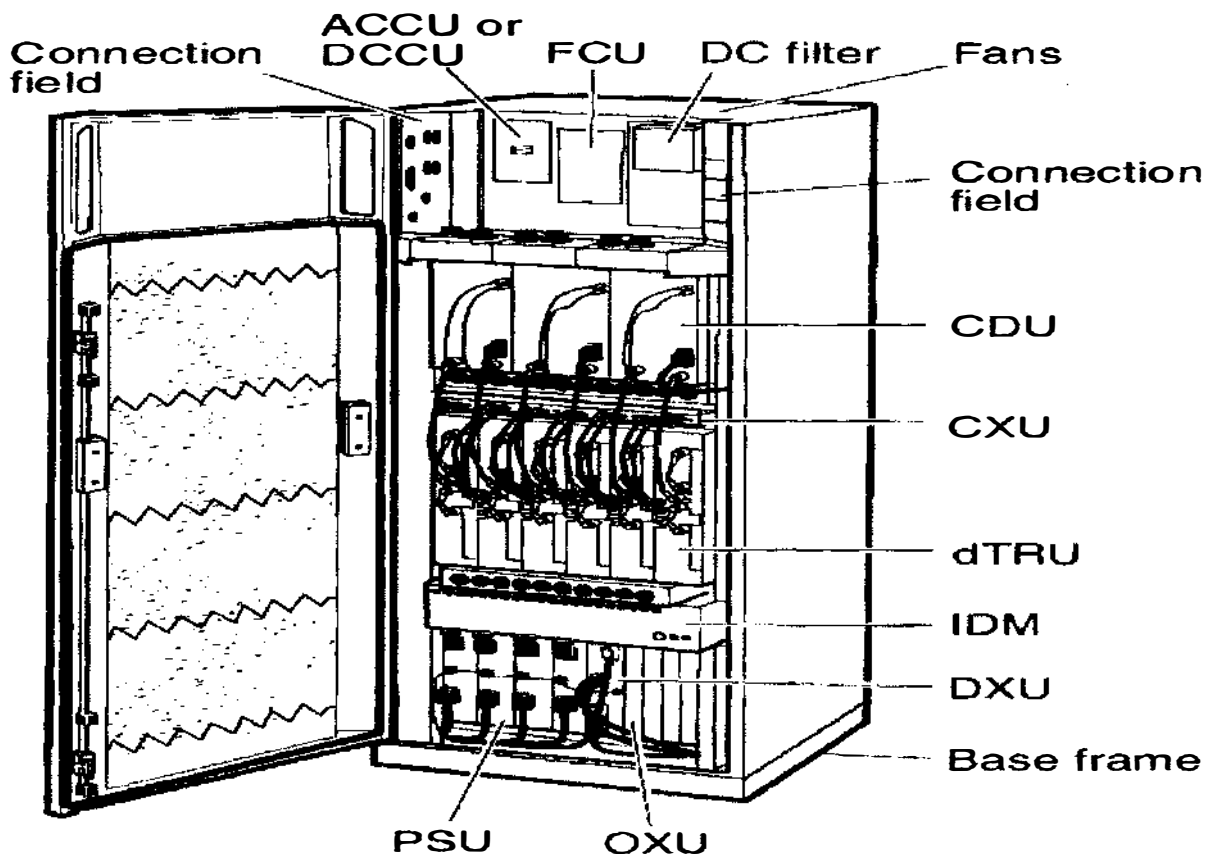 Connection
field
ACCU or
DCCU
FCU
DC filter
Fans
Connection
field
CDU
CXU
dTRU
IDM
DXU
Base frame
PSU
OXU